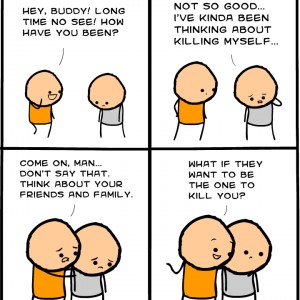 HEY, BUDDY! LONG
TIME NO SEE! HOW
HAVE YOU BEEN?
NOT SO GOOD...
I'VE KINDA BEEN
THINKING ABOUT
KILLING MYSELF...
COME ON, MAN...
DON'T SAY THAT.
THINK ABOUT YOUR
FRIENDS AND FAMILY.
WHAT IF THEY
WANT TO BE
THE ONE TO
KILL YOU?